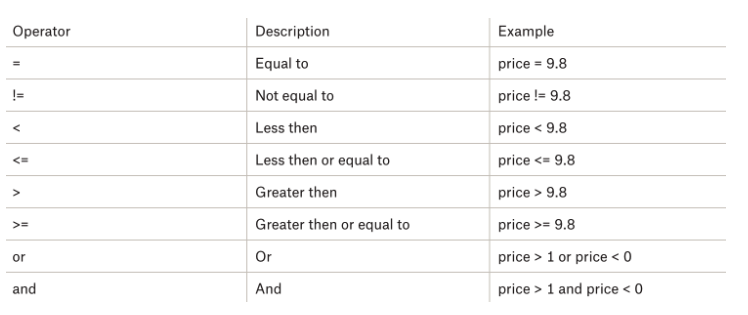 Operator Description Example
= Equal to price = 9.8
!= Not equal to price != 9.8
< Less then price < 9.8
<= Less then or equal to price <= 9.8
> Greater then price > 9.8
>= Greater then or equal to price >= 9.8
or Or price > 1 or price < 0
and And price > 1 and price < 0